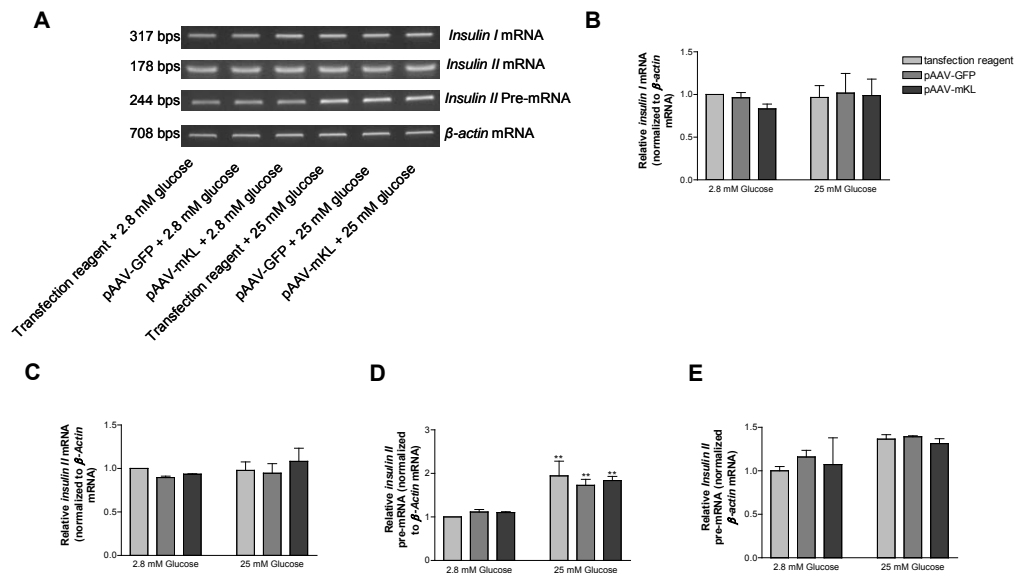 A
317 bps
Insulin I mRNA
178 bps
Insulin II mRNA
244 bps
Insulin II Pre-mRNA
708 bps
β-actin mRNA
Transfection reagent + 2.8 mM glucose
pAAV-GFP + 2.8 mM glucose
pAAV-mKL + 2.8 mM glucose
Transfection reagent + 25 mM glucose
pAAV-GFP + 25 mM glucose
pAAV-mKL + 25 mM glucose
B
Relative insulin I mRNA
(normalized to β-actin
mRNA)
1.5
1.0
0.5
0.0
2.8 mM Glucose
25 mM Glucose
tansfection reagent
pAAV-GFP
pAAV-mKL
C
Relative insulin II mRNA
(normalized to β-Actin
mRNA)
1.5
1.0
0.5
0.0
2.8 mM Glucose
25 mM Glucose
D
Relative insulin II
pre-mRNA (normalized
to β-Actin mRNA)
3
2
1
0
** ** **
2.8 mM Glucose
25 mM Glucose
E
Relative Insulin II
pre-mRNA (normalized
β-actin mRNA)
1.5
1.0
0.5
0.0
2.8 mM Glucose
25 mM Glucose